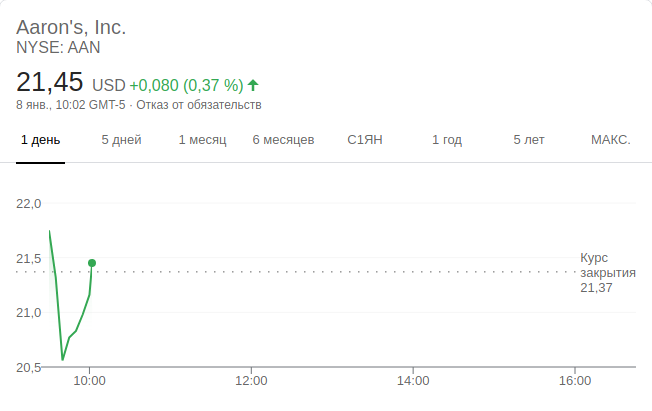 Aaron's, Inc.
NYSE: AAN
21,45 USD +0,080 (0,37 %)
8 янв., 10:02 GMT-5 · Отказ от обязательств
1 день 5 дней 1 месяц 6 месяцев С1ЯН 1 год 5 лет МАКС.
22,0
21,5
Курс
закрытия
21,37
21,0
20,5
10:00 12:00 14:00 16:00